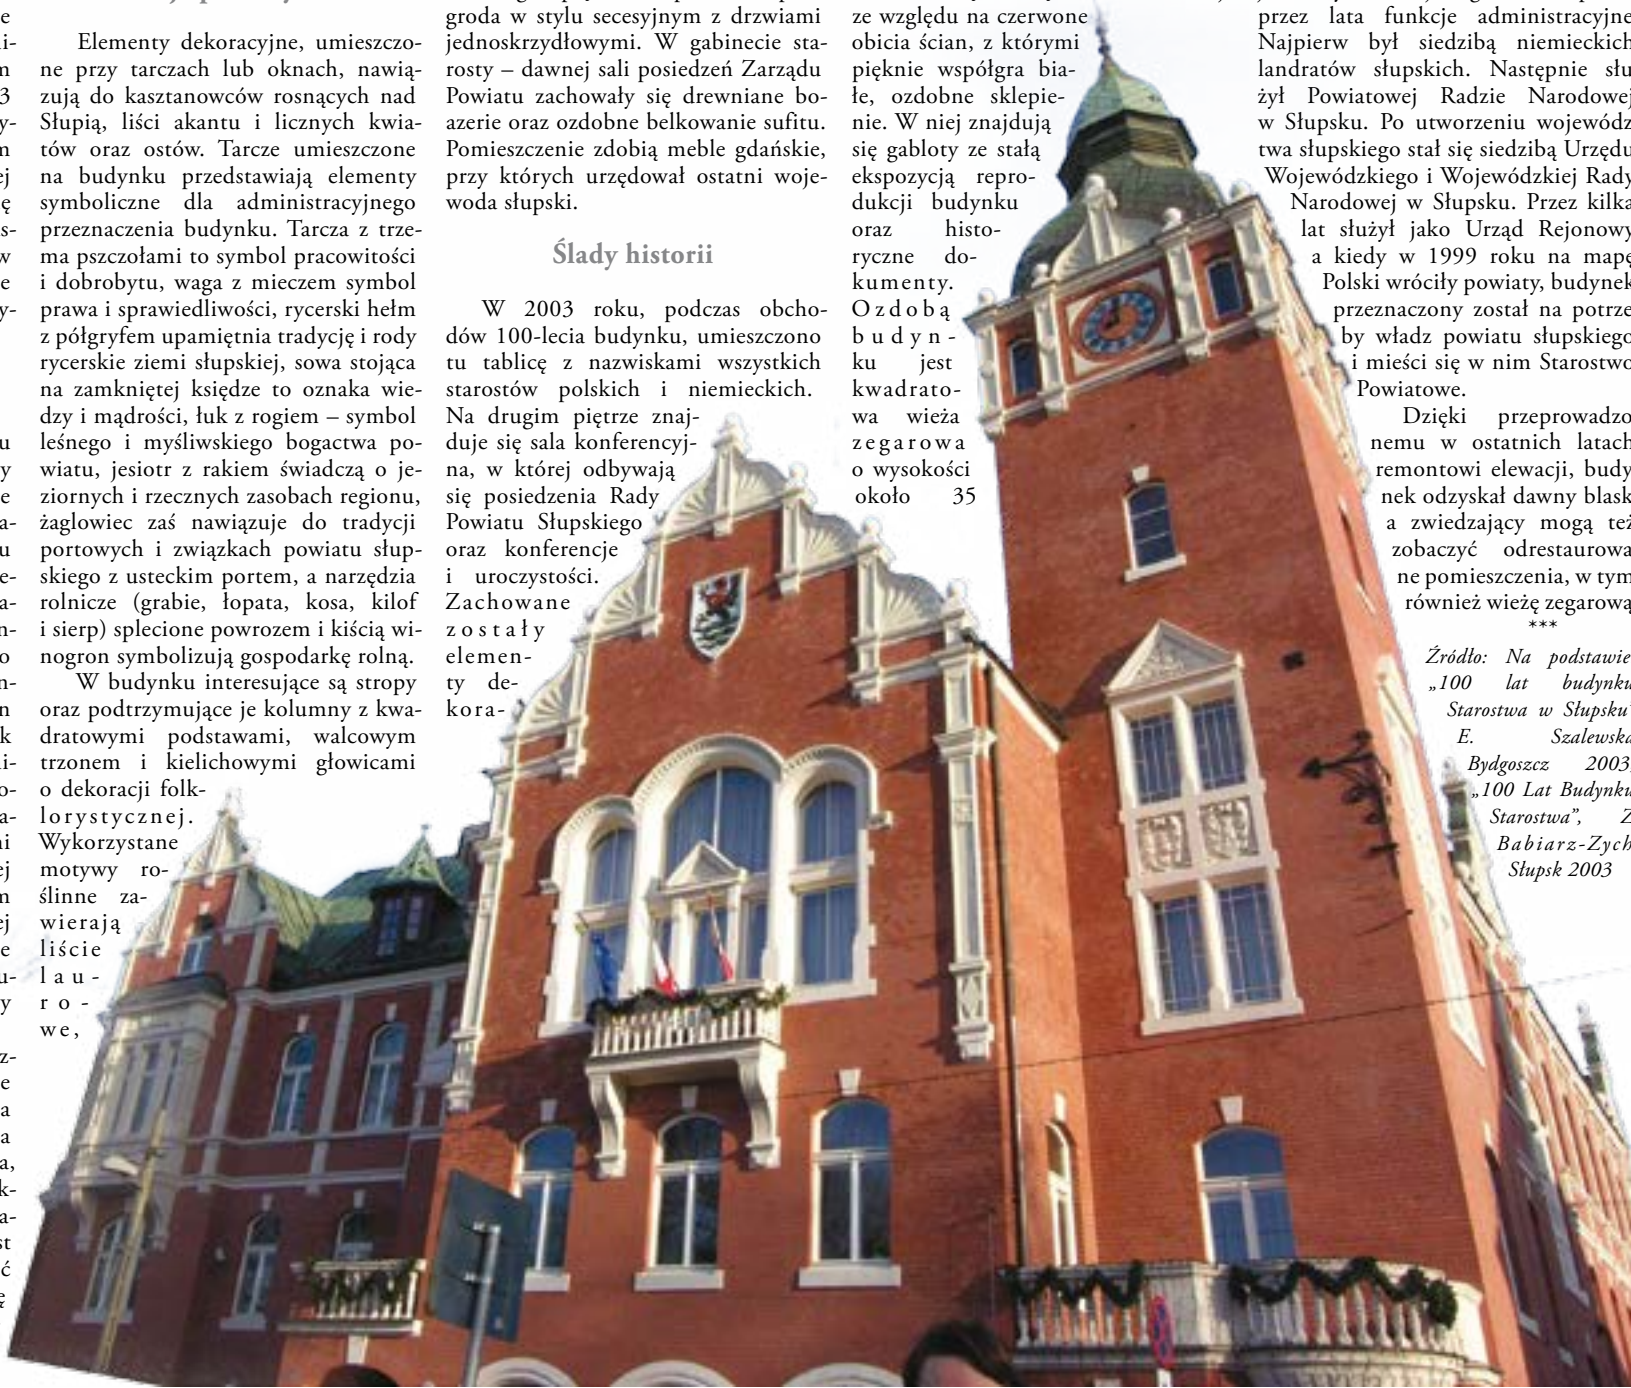 Elementy dekoracyjne, umieszczo-
ne przy tarczach lub oknach, nawią-
zują do kasztanowców rosnących nad
Słupią, liści akantu i licznych kwia-
tów oraz ostów. Tarcze umieszczone
na budynku przedstawiają elementy
symboliczne dla administracyjnego
przeznaczenia budynku. Tarcza z trze-
ma pszczołami to symbol pracowitości
i dobrobytu, waga z mieczem symbol
prawa i sprawiedliwości, rycerski hełm
z półgryfem upamiętnia tradycję i rody
rycerskie ziemi słupskiej, sowa stojąca
na zamkniętej księdze to oznaka wie-
dzy i mądrości, łuk z rogiem – symbol
leśnego i myśliwskiego bogactwa po-
wiatu, jesiotr z rakiem świadczą o je-
ziornych i rzecznych zasobach regionu,
żaglowiec zaś nawiązuje do tradycji
portowych i związkach powiatu słup-
skiego z usteckim portem, a narzędzia
rolnicze (grabie, łopata, kosa, kilof
i sierp) splecione powrozem i kiścią wi-
nogron symbolizują gospodarkę rolną.
W budynku interesujące są stropy
oraz podtrzymujące je kolumny z kwa-
dratowymi podstawami, walcowym
trzonem i kielichowymi głowicami
o dekoracji folk-
lorystycznej.
Wykorzystane
motywy ro-
ślinne za-
wierają
liście
lau-
ro-
we,
groda w stylu secesyjnym z drzwiami
jednoskrzydłowymi. W gabinecie sta-
rosty – dawnej sali posiedzeń Zarządu
Powiatu zachowały się drewniane bo-
azerie oraz ozdobne belkowanie sufitu.
Pomieszczenie zdobią meble gdańskie,
przy których urzędował ostatni woje-
woda słupski.
Ślady historii
W 2003 roku, podczas obcho-
dów 100-lecia budynku, umieszczono
tu tablicę z nazwiskami wszystkich
starostów polskich i niemieckich.
Na drugim piętrze znaj-
duje się sala konferencyj-
na, w której odbywają
się posiedzenia Rady
Powiatu Słupskiego
oraz konferencje
i uroczystości.
Zachowane
zostały
elemen-
ty de-
kora-
ze względu na czerwone
obicia ścian, z którymi
pięknie współgra bia-
łe, ozdobne sklepie-
nie. W niej znajdują
się gabloty ze stałą
ekspozycją repro-
dukcji budynku
oraz histo-
ryczne do-
kumenty.
Ozdobą
budyn-
ku jest
kwadrato-
wa wieża
zegarowa
o wysokości
około 35
przez lata funkcje administracyjne
Najpierw był siedzibą niemieckich
landratów słupskich. Następnie słu
żył Powiatowej Radzie Narodowej
w Słupsku. Po utworzeniu wojewódz
twa słupskiego stał się siedzibą Urzędu
Wojewódzkiego i Wojewódzkiej Rady
Narodowej w Słupsku. Przez kilka
lat służył jako Urząd Rejonowy
a kiedy w 1999 roku na mapę
Polski wróciły powiaty, budynek
przeznaczony został na potrze
by władz powiatu słupskiego
i mieści się w nim Starostwo
Powiatowe.
Dzięki przeprowadzo
nemu w ostatnich latach
remontowi elewacji, budy
nek odzyskał dawny blask
a zwiedzający mogą też
zobaczyć odrestaurowa
ne pomieszczenia, w tym
również wieżę zegarową
***
Źródło: Na podstawie
„100 lat budynku
Starostwa w Słupsku"
E. Szalewska
Bydgoszcz 2003,
„100 Lat Budynku
Starostwa”, Z
Babiarz-Zych
Słupsk 2003